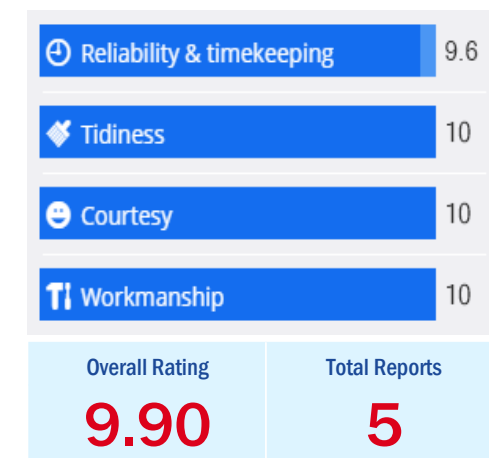 Reliability & timekeeping 9.6
Tidiness 10
Courtesy 10
Workmanship 10
Overall Rating Total Reports
9.90 5